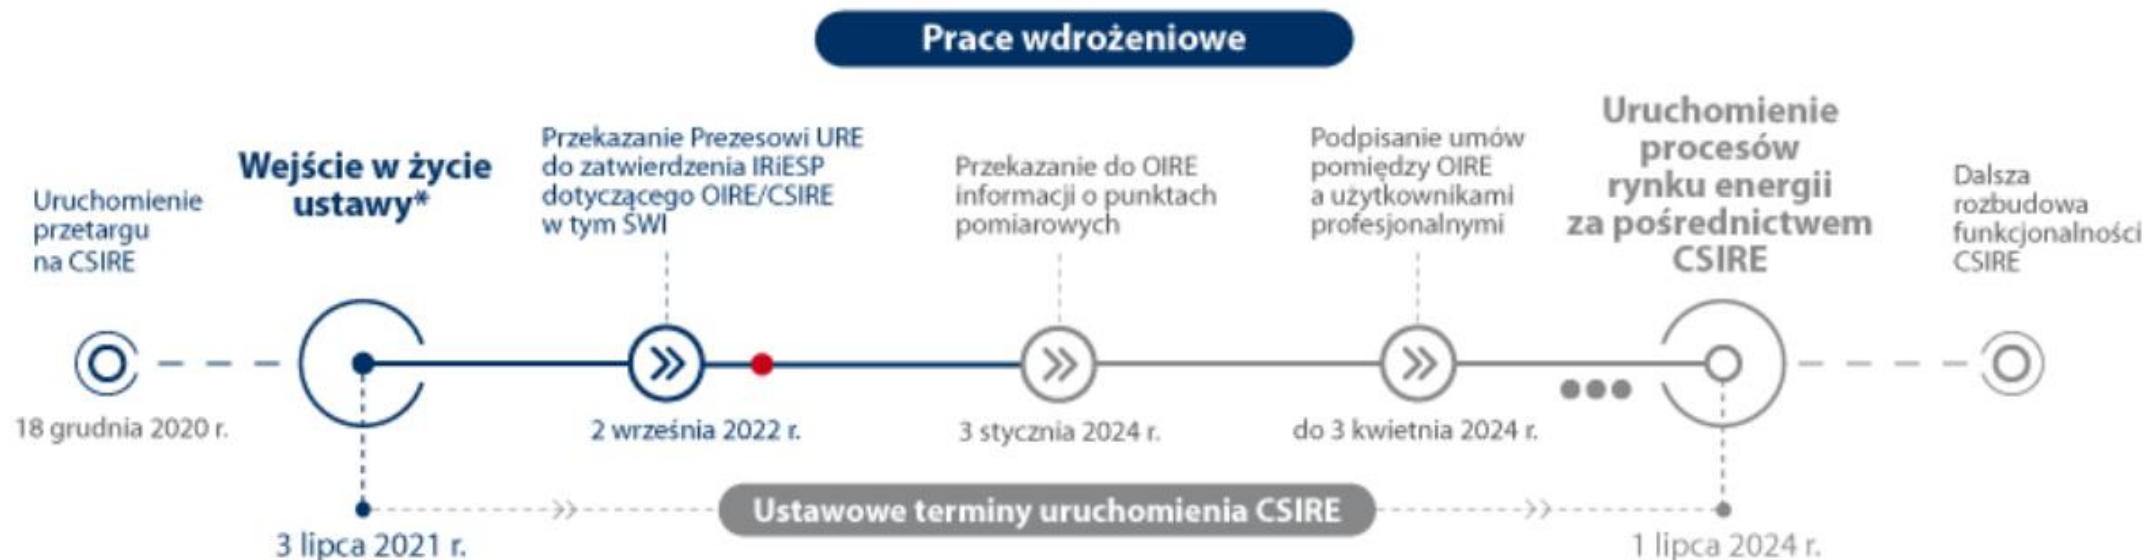 Prace wdrożeniowe
Uruchomienie
przetargu
na CSIRE
18 grudnia 2020 r.
Wejście w życie
ustawy*
3 lipca 2021 r.
Przekazanie Prezesowi URE
do zatwierdzenia IRiESP
dotyczącego OIRE/CSIRE
w tym SWI
2 września 2022 r.
Przekazanie do OIRE
informacji o punktach
pomiarowych
3 stycznia 2024 r.
Podpisanie umów
pomiędzy OIRE
a użytkownikami
profesjonalnymi
do 3 kwietnia 2024 r.
Uruchomienie
procesów
rynku energii
za pośrednictwem
CSIRE
1 lipca 2024 r.
Dalsza
rozbudowa
funkcjonalności
CSIRE
Ustawowe terminy uruchomienia CSIRE